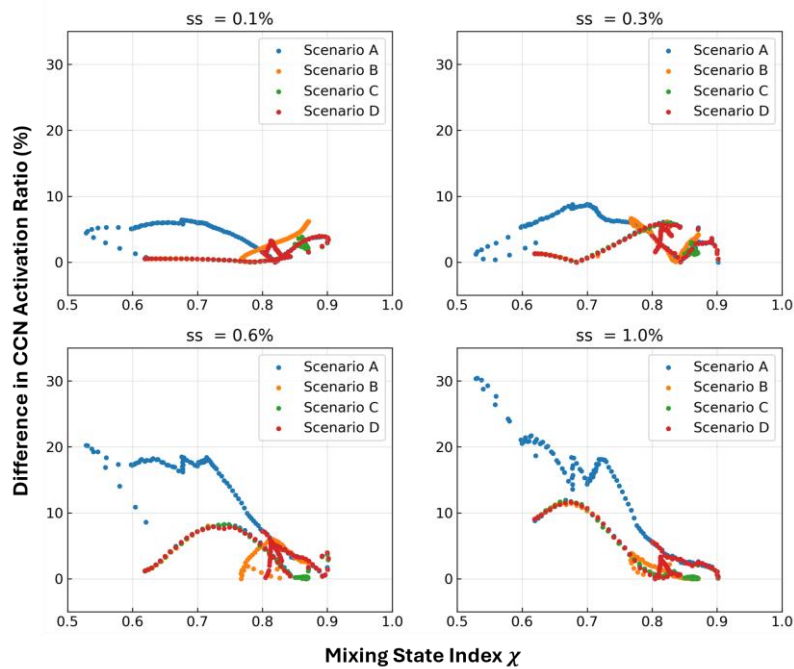 ss = 0.1%
ss = 0.3%
30
20
10
0
Scenario A
Scenario B
Scenario C
Scenario D
0.5 0.6 0.7 0.8 0.9 1.0
30
20
10
0
Scenario A
Scenario B
Scenario C
Scenario D
0.5 0.6 0.7 0.8 0.9 1.0
Difference in CCN Activation Ratio (%)
ss = 0.6%
ss = 1.0%
30
20
10
0
Scenario A
Scenario B
Scenario C
Scenario D
0.5 0.6 0.7 0.8 0.9 1.0
30
20
10
0
Scenario A
Scenario B
Scenario C
Scenario D
0.5 0.6 0.7 0.8 0.9 1.0
Mixing State Index χ